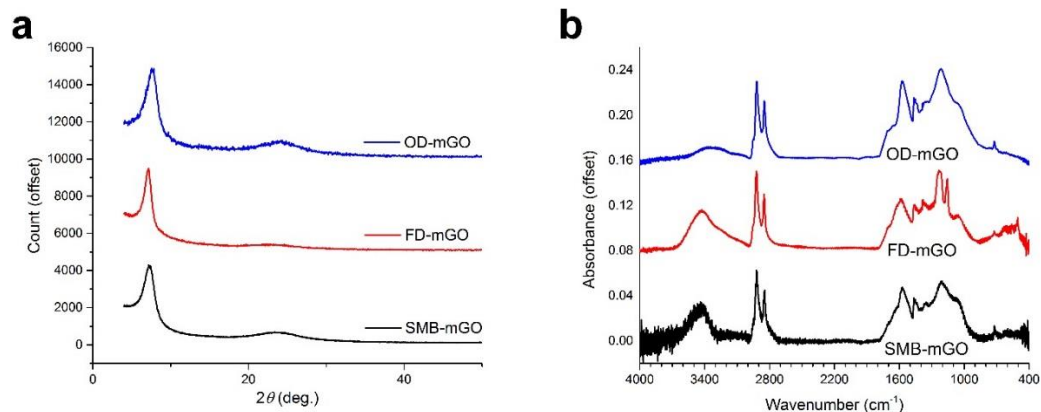 a
16000
14000
12000
10000
8000
6000
4000
2000
0
Count (offset)
OD-mGO
FD-mGO
SMB-mGO
0 20 40
2θ (deg.)
b
0.24
0.20
0.16
0.12
0.08
0.04
0.00
Absorbance (offset)
OD-mGO
FD-mGO
SMB-mGO
4000 3400 2800 2200 1600 1000 400
Wavenumber (cm⁻¹)